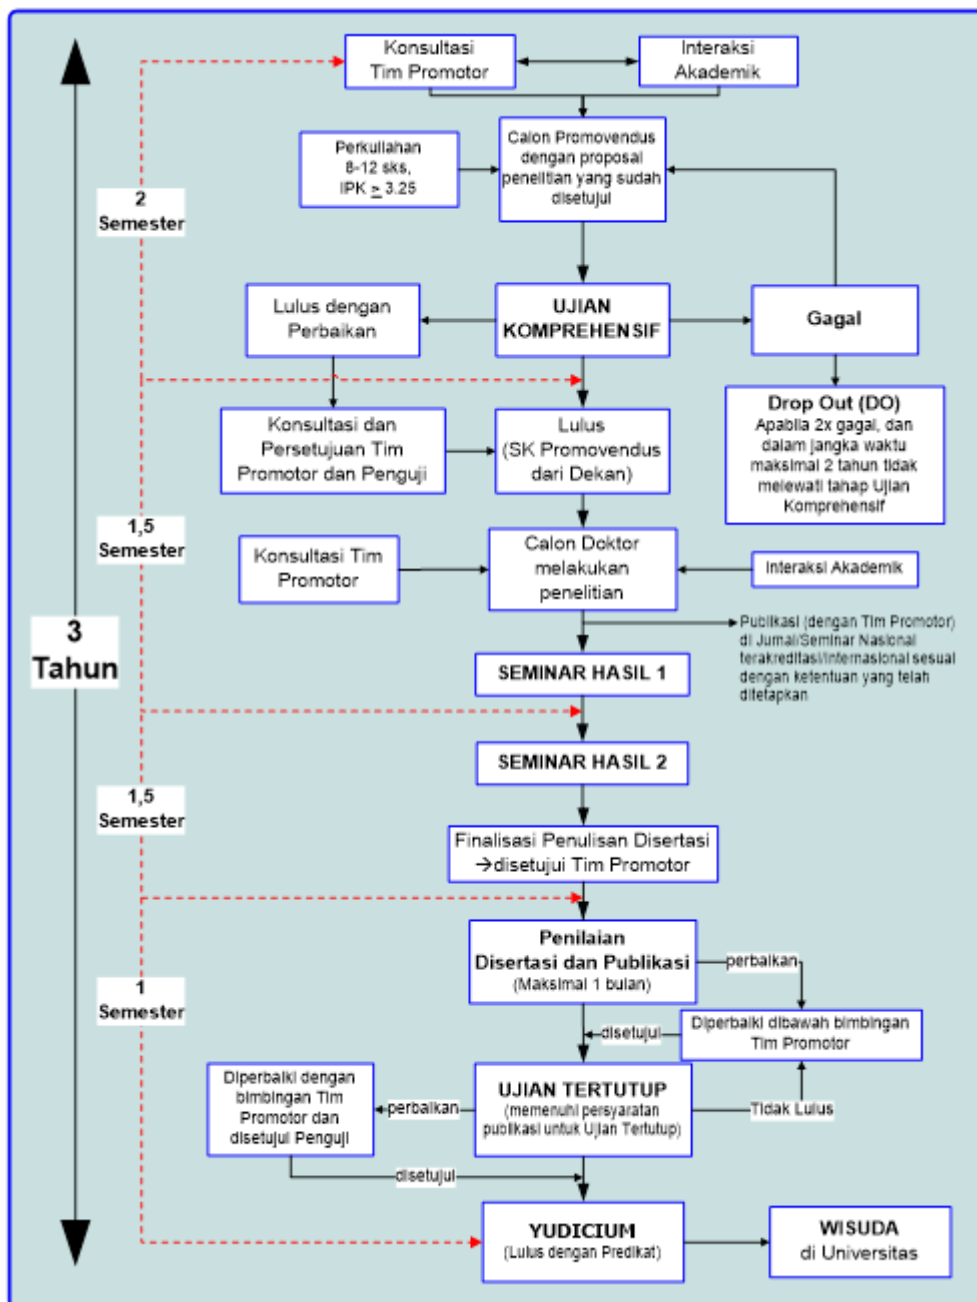 Konsultasi
Tim Promotor
Interaksi
Akademik
Perkuliahan
8-12 sks,
IPK ≥ 3.25
Calon Promovendus
dengan proposal
penelitian yang sudah
disetujui
2
Semester
Lulus dengan
Perbaikan
UJIAN
KOMPREHENSIF
Gagal
Konsultasi dan
Persetujuan Tim
Promotor dan Penguji
Lulus
(SK Promovendus
dari Dekan)
Drop Out (DO)
Apabila 2x gagal, dan
dalam jangka waktu
maksimal 2 tahun tidak
melewati tahap Ujian
Komprehensif
1,5
Semester
Konsultasi Tim
Promotor
Calon Doktor
melakukan
penelitian
Interaksi Akademik
3
Tahun
Publikasi (dengan Tim Promotor)
di Jurnal/Seminar Nasional
terakreditasi/Internasional sesuai
dengan ketentuan yang telah
ditetapkan
SEMINAR HASIL 1
SEMINAR HASIL 2
1,5
Semester
Finalisasi Penulisan Disertasi
→disetujui Tim Promotor
Penilaian
Disertasi dan Publikasi
(Maksimal 1 bulan)
perbaikan
1
Semester
disetujui
Diperbaiki dibawah bimbingan
Tim Promotor
Diperbaiki dengan
bimbingan Tim
Promotor dan
disetujui Penguji
perbaikan
UJIAN TERTUTUP
(memenuhi persyaratan
publikasi untuk Ujian Tertutup)
Tidak Lulus
disetujui
YUDICIUM
(Lulus dengan Predikat)
WISUDA
di Universitas